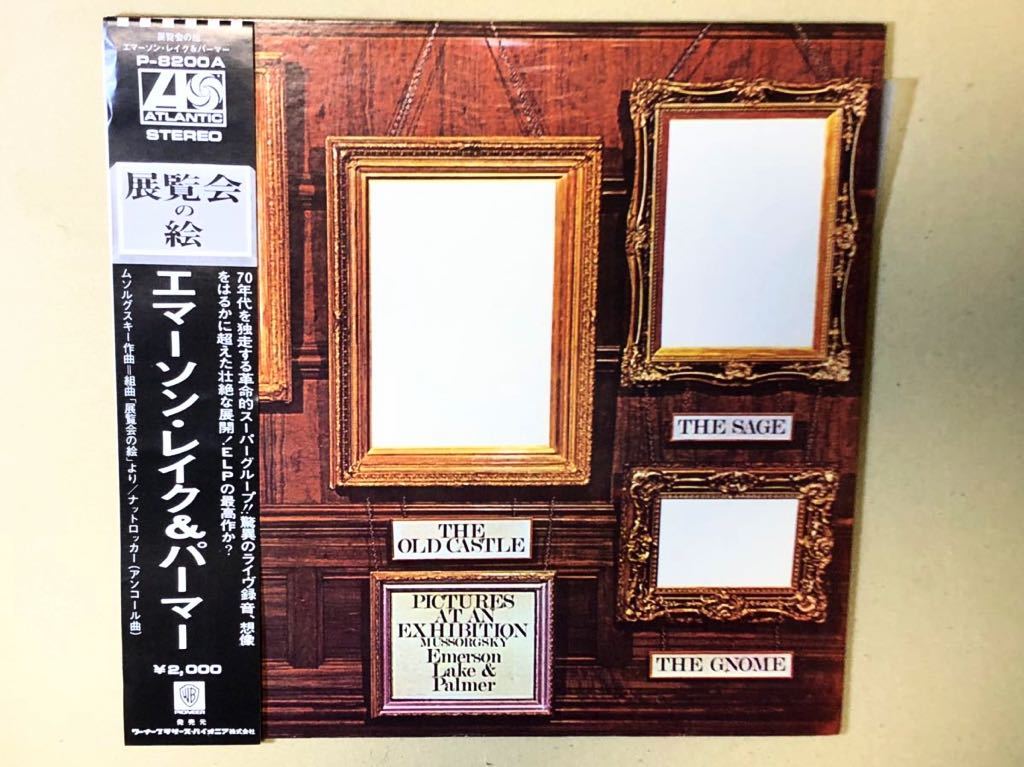 展覧会の絵
エマーソン・レイク&パーマー
P-8200A
ATLANTIC
STEREO
展覧会
の
絵
70年代を独走する革命的スーパーグループ!!驚異のライヴ録音、想像
をはるかに超えた壮絶な展開!ELPの最高作か?
エマーソン・レイク&パーマー
ムソルグスキー作曲=組曲「展覧会の絵」より/ナットロッカー(アンコール曲)
¥2,000
WB
PIONEER
発売元
ワーナーブラザーズ・パイオニア株式会社
THE SAGE
THE
OLD CASTLE
PICTURES
AT AN
EXHIBITION
MUSSORGSKY
Emerson
Lake &
Palmer
THE GNOME